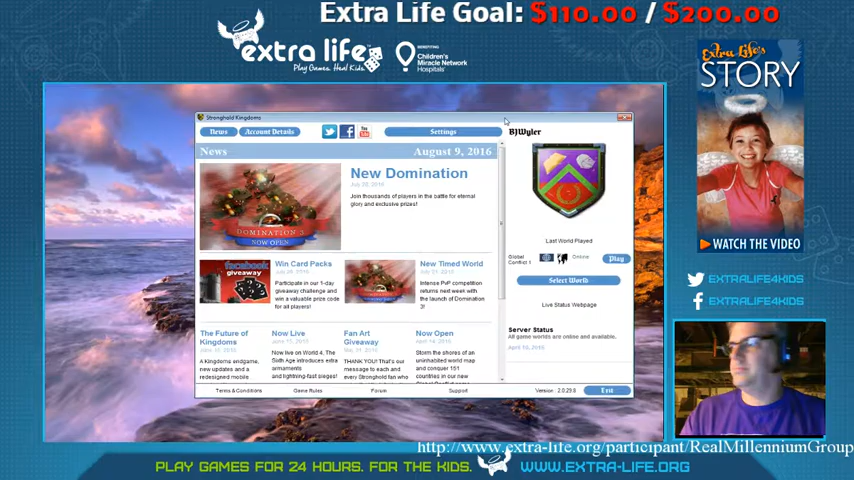 Extra Life Goal: $110.00 / $200.00
extra life
Play Games. Heal Kids.
BENEFITING
Children's
Miracle Network
Hospitals
Extra-Life's
STORY
WATCH THE VIDEO
EXTRALIFE4KIDS
EXTRALIFE4KIDS
Stronghold Kingdoms
News
Account Details
You
Settings
BJWyler
News
August 9, 2016
New Domination
July 28, 2016
Join thousands of players in the battle for eternal
glory and exclusive prizes!
DOMINATION
NOW OPEN
Last World Played
Global
Conflict 1
Online
Play
Select World
Live Status Webpage
Server Status
All game worlds are online and available.
facebook
giveaway
Win Card Packs
Participate in our 1-day
giveaway challenge and
win a valuable prize code
for all players!
New Timed World
Intense PvP competition
returns next week with
the launch of Domination
3!
The Future of
Kingdoms
A Kingdoms endgame,
new updates and a
redesigned mobile
Now Live
Now live on World 4, The
Sixth Age introduces extra
armaments
and lightning-fast sieges!
Fan Art
Giveaway
THANK YOU! That's our
message to each and
every Stronghold fan who
Now Open
Storm the shores of an
uninhabited world map
and conquer 151
countries in our new
Terms & Conditions
Game Rules
Forum
Support
Version
Exit
http://www.extra-life.org/participant/RealMillenniumGroup
PLAY GAMES FOR 24 HOURS. FOR THE KIDS.
WWW.EXTRA-LIFE.ORG